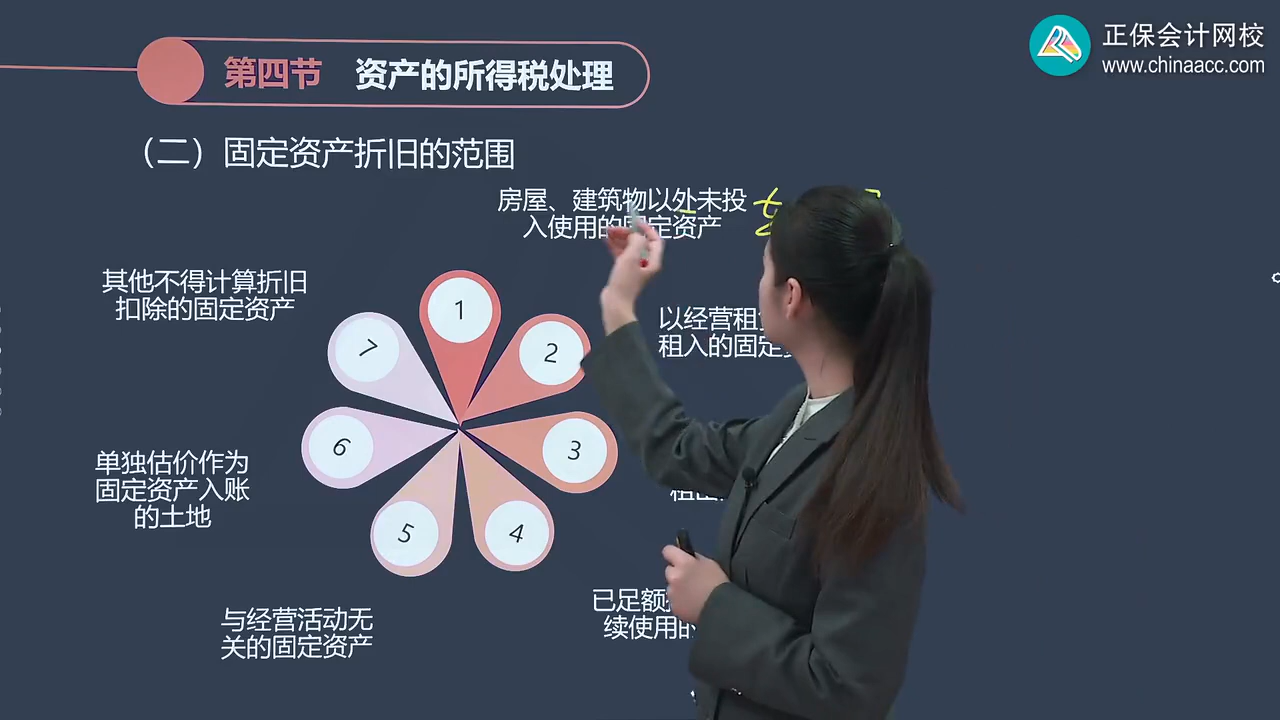 正保会计网校
www.chinaacc.com
第四节 资产的所得税处理
（二）固定资产折旧的范围
房屋、建筑物以外未投
入使用的固定资产
其他不得计算折旧
扣除的固定资产
以经营租
租入的固定
1
2
3
4
5
6
7
单独估价作为
固定资产入账
的土地
租出
已足额
续使用的
与经营活动无
关的固定资产